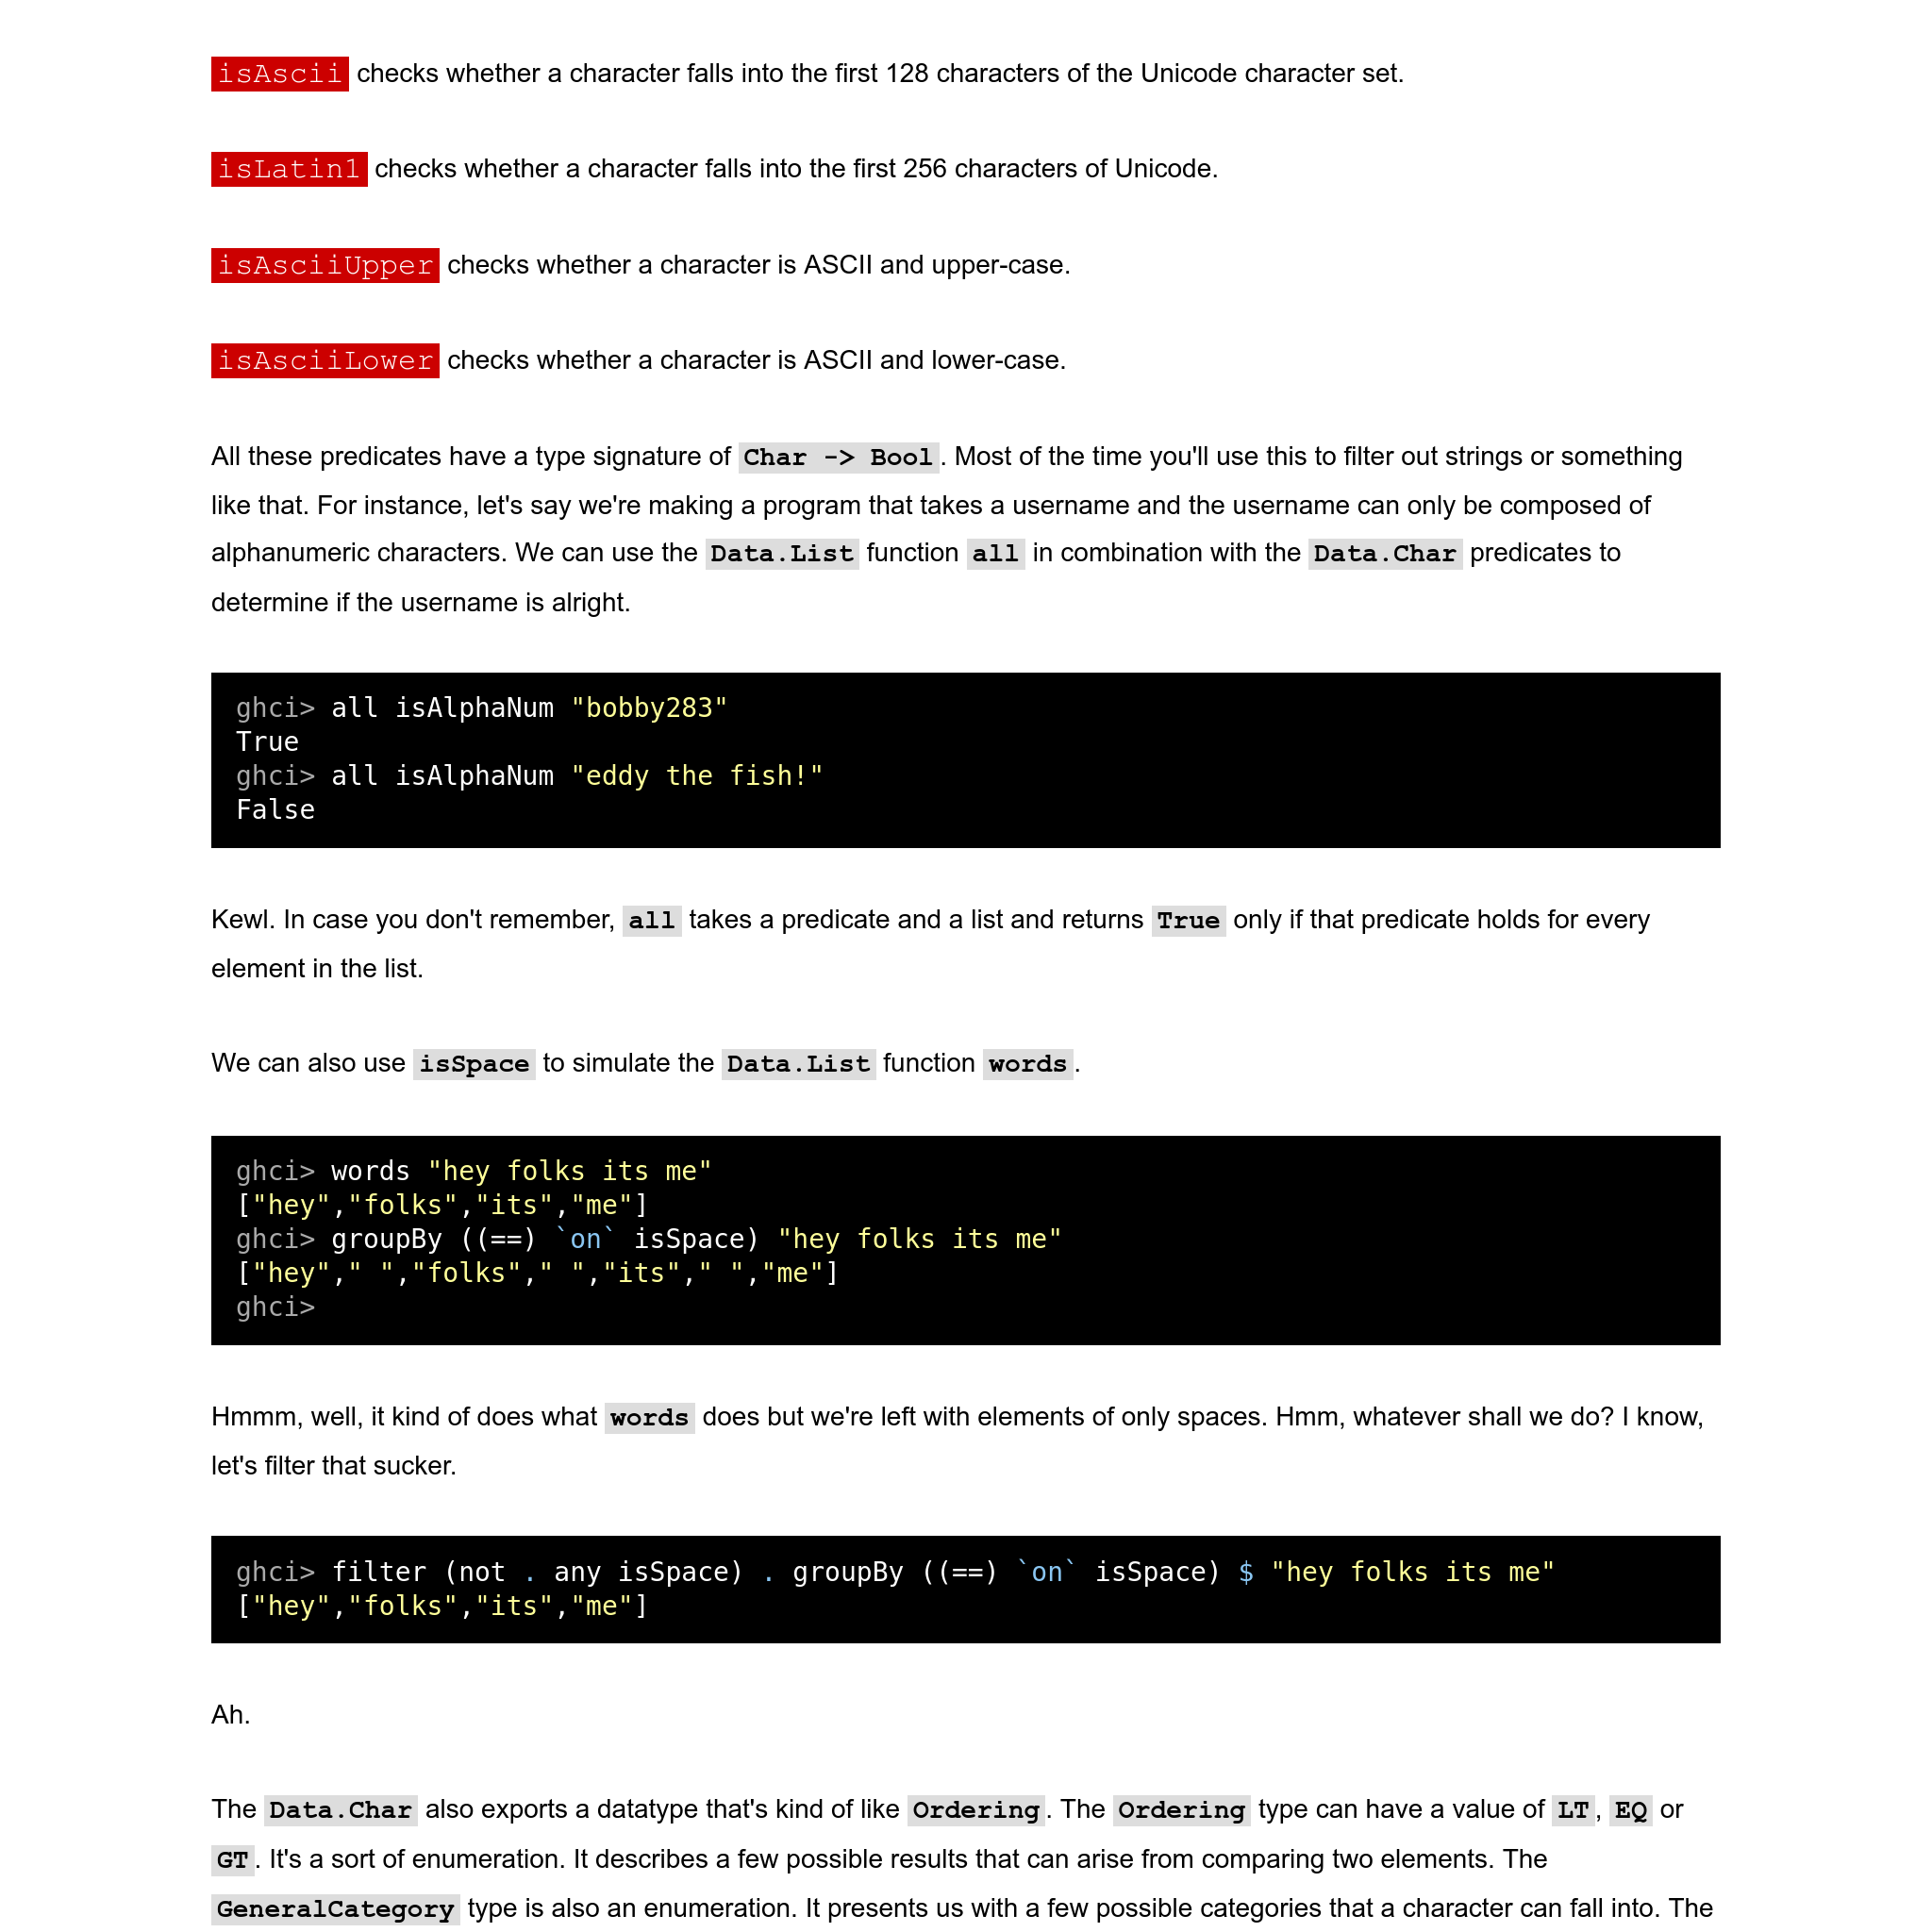 isAscii checks whether a character falls into the first 128 characters of the Unicode character set.
isLatin1 checks whether a character falls into the first 256 characters of Unicode.
isAsciiUpper checks whether a character is ASCII and upper-case.
isAsciiLower checks whether a character is ASCII and lower-case.
All these predicates have a type signature of Char -> Bool. Most of the time you'll use this to filter out strings or something
like that. For instance, let's say we're making a program that takes a username and the username can only be composed of
alphanumeric characters. We can use the Data.List function all in combination with the Data.Char predicates to
determine if the username is alright.
ghci> all isAlphaNum "bobby283"
True
ghci> all isAlphaNum "eddy the fish!"
False
Kewl. In case you don't remember, all takes a predicate and a list and returns True only if that predicate holds for every
element in the list.
We can also use isSpace to simulate the Data.List function words.
ghci> words "hey folks its me"
["hey","folks","its","me"]
ghci> groupBy ((==) `on` isSpace) "hey folks its me"
["hey"," ","folks"," ","its"," ","me"]
ghci>
Hmmm, well, it kind of does what words does but we're left with elements of only spaces. Hmm, whatever shall we do? I know,
let's filter that sucker.
ghci> filter (not . any isSpace) . groupBy ((==) `on` isSpace) $ "hey folks its me"
["hey","folks","its","me"]
Ah.
The Data.Char also exports a datatype that's kind of like Ordering. The Ordering type can have a value of LT, EQ or
GT. It's a sort of enumeration. It describes a few possible results that can arise from comparing two elements. The
GeneralCategory type is also an enumeration. It presents us with a few possible categories that a character can fall into. The